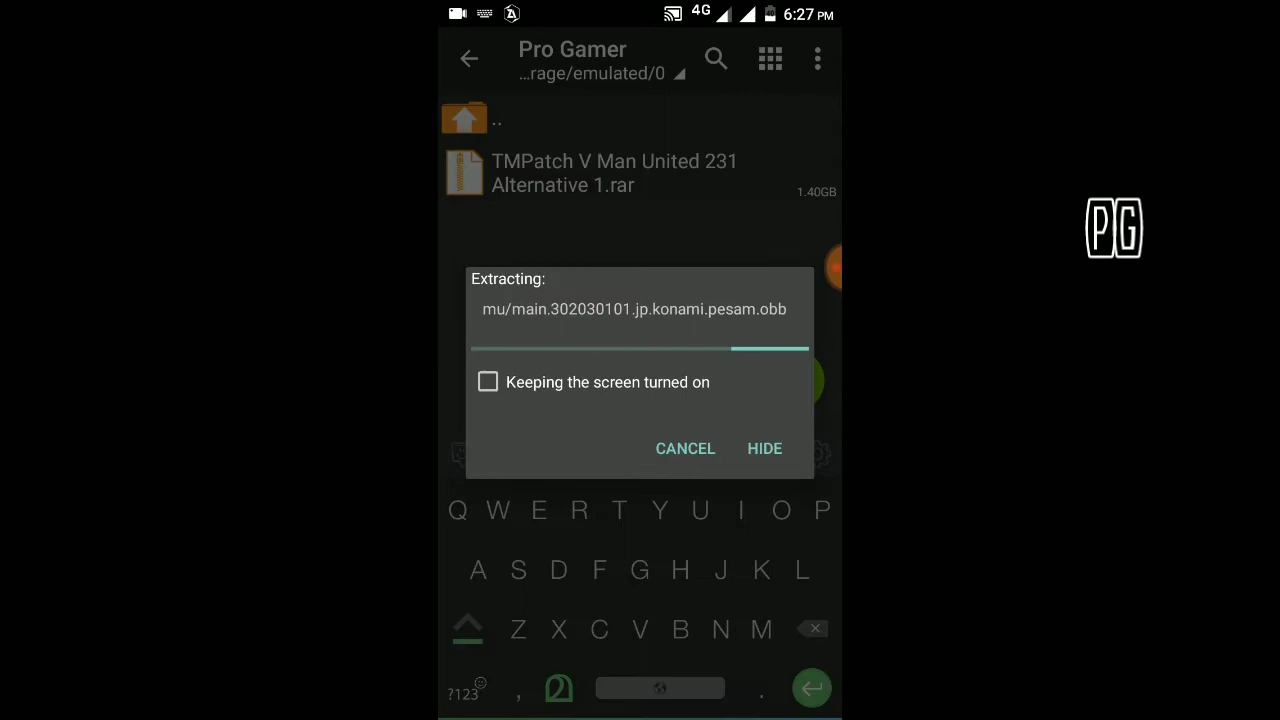 4G 6:27 PM
Pro Gamer
...rage/emulated/0
..
TMPatch V Man United 231
Alternative 1.rar
1.40GB
PG
Extracting:
mu/main.302030101.jp.konami.pesam.obb
Keeping the screen turned on
CANCEL HIDE
Q W E R T Y U I O P
A S D F G H J K L
Z X C V B N M
?123 , .